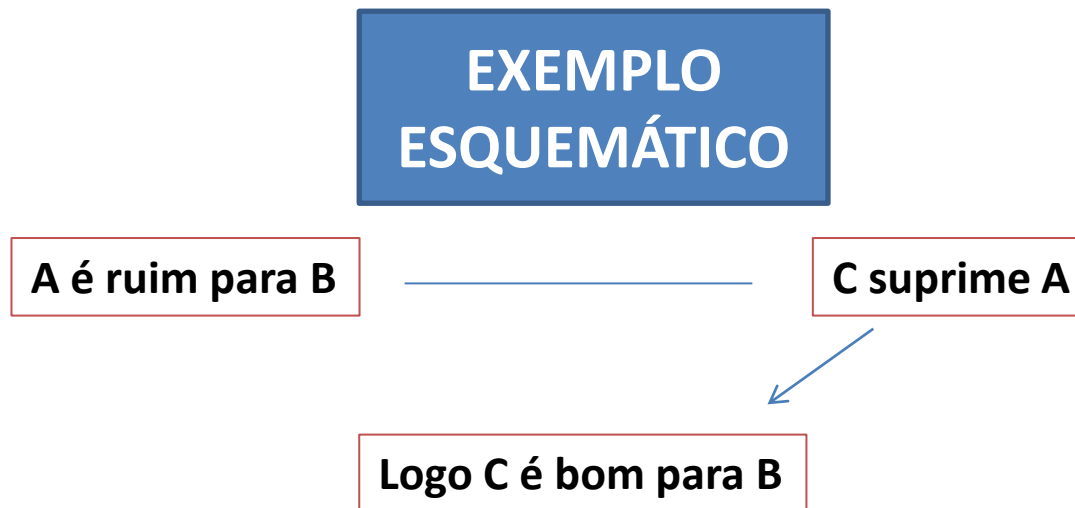 EXEMPLO
ESQUEMÁTICO
A é ruim para B
C suprime A
Logo C é bom para B